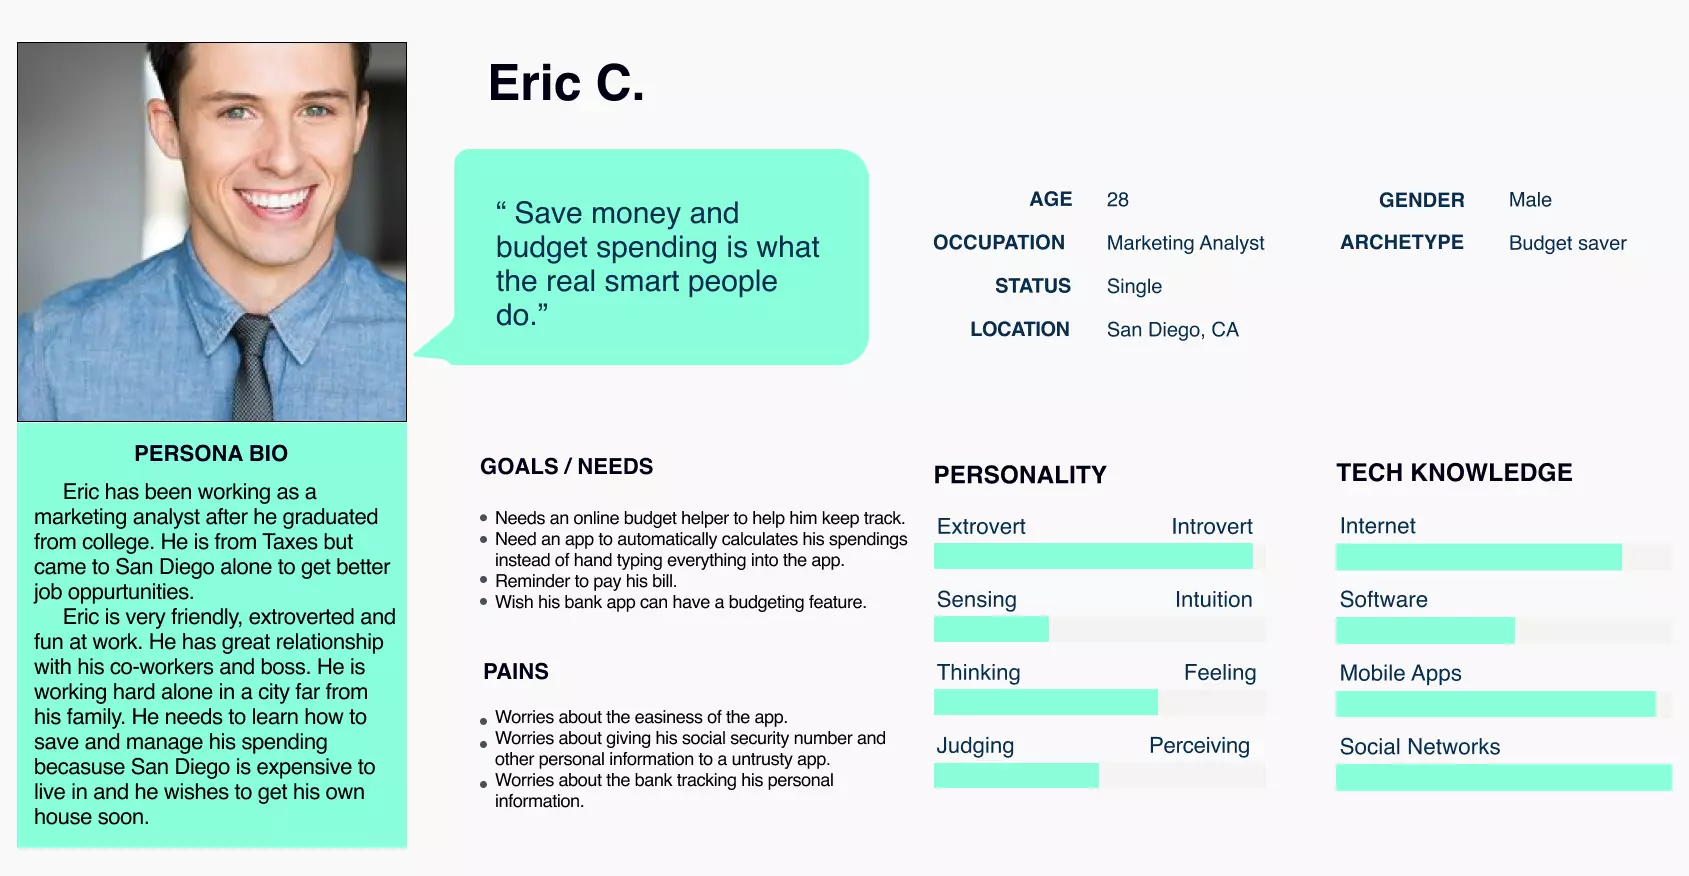 Eric C.
“ Save money and
budget spending is what
the real smart people
do.”
AGE 28
OCCUPATION Marketing Analyst
STATUS Single
LOCATION San Diego, CA
GENDER Male
ARCHETYPE Budget saver
PERSONA BIO
Eric has been working as a
marketing analyst after he graduated
from college. He is from Taxes but
came to San Diego alone to get better
job oppurtunities.
Eric is very friendly, extroverted and
fun at work. He has great relationship
with his co-workers and boss. He is
working hard alone in a city far from
his family. He needs to learn how to
save and manage his spending
becasuse San Diego is expensive to
live in and he wishes to get his own
house soon.
GOALS / NEEDS
Needs an online budget helper to help him keep track.
Need an app to automatically calculates his spendings
instead of hand typing everything into the app.
Reminder to pay his bill.
Wish his bank app can have a budgeting feature.
PAINS
Worries about the easiness of the app.
Worries about giving his social security number and
other personal information to a untrusty app.
Worries about the bank tracking his personal
information.
PERSONALITY
Extrovert Introvert
Sensing Intuition
Thinking Feeling
Judging Perceiving
TECH KNOWLEDGE
Internet
Software
Mobile Apps
Social Networks